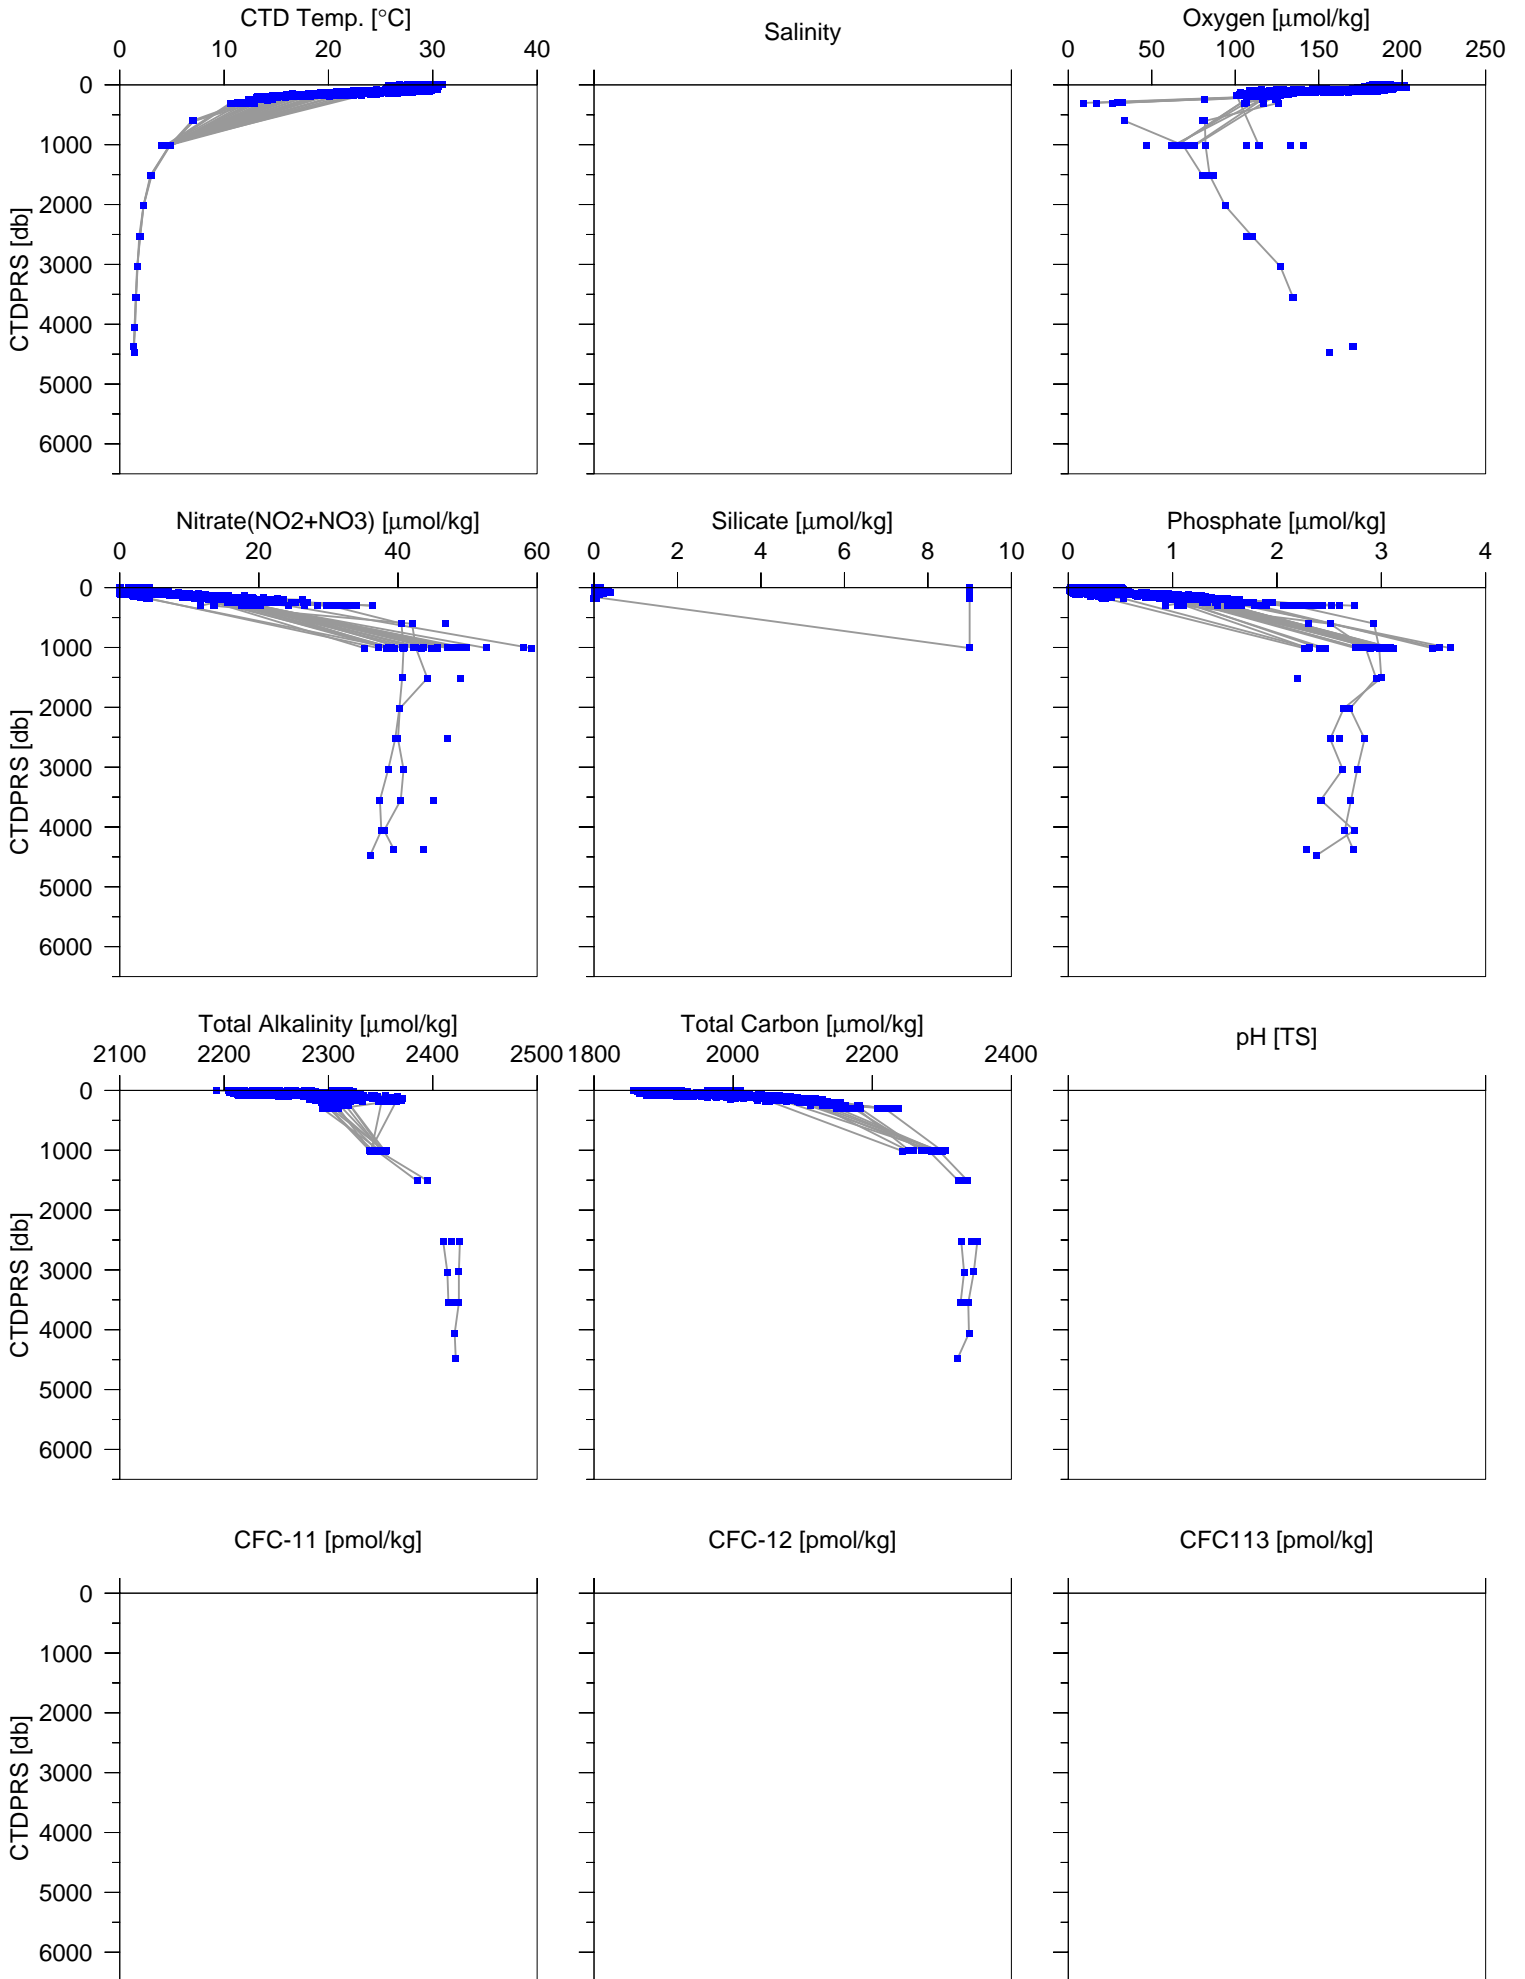 CTD Temp. [°C] Salinity Oxygen [μmol/kg]
0 10 20 30 40 0 50 100 150 200 250
0
1000
2000
3000
4000
5000
6000
CTDPRS [db]
Nitrate(NO2+NO3) [μmol/kg] Silicate [μmol/kg] Phosphate [μmol/kg]
0 20 40 60 0 2 4 6 8 10 0 1 2 3 4
0
1000
2000
3000
4000
5000
6000
CTDPRS [db]
Total Alkalinity [μmol/kg] Total Carbon [μmol/kg] pH [TS]
2100 2200 2300 2400 2500 1800 2000 2200 2400
0
1000
2000
3000
4000
5000
6000
CTDPRS [db]
CFC-11 [pmol/kg] CFC-12 [pmol/kg] CFC113 [pmol/kg]
0
1000
2000
3000
4000
5000
6000
CTDPRS [db]